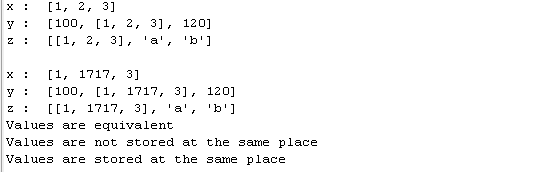 x :  [1, 2, 3]
y :  [100, [1, 2, 3], 120]
z :  [[1, 2, 3], 'a', 'b']

x :  [1, 1717, 3]
y :  [100, [1, 1717, 3], 120]
z :  [[1, 1717, 3], 'a', 'b']
Values are equivalent
Values are not stored at the same place
Values are stored at the same place